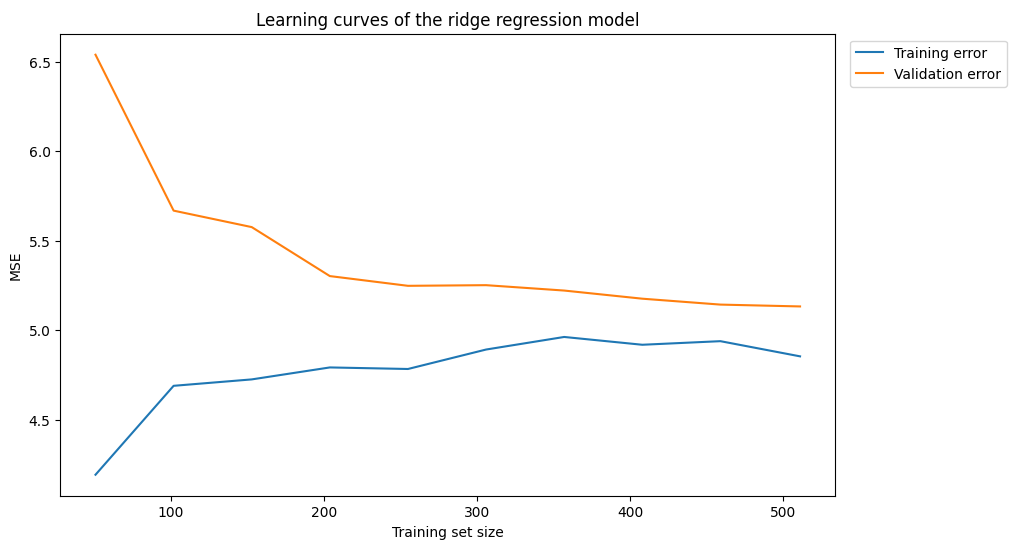 Learning curves of the ridge regression model
Training error
Validation error
MSE
6.5
6.0
5.5
5.0
4.5
100
200
300
400
500
Training set size